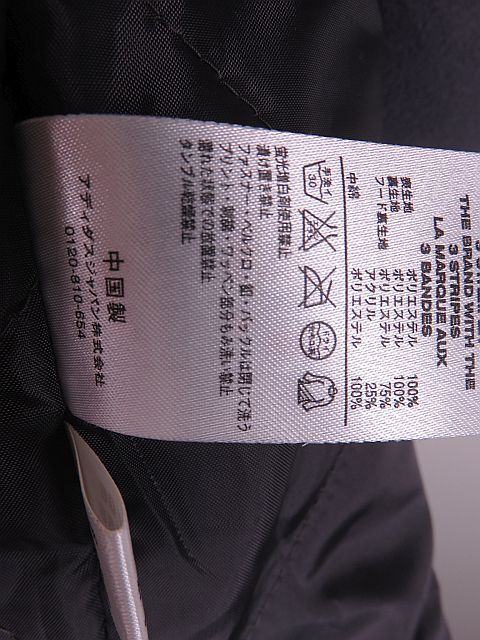 THE BRAND WITH THE
3 STRIPES
LA MARQUE AUX
3 BANDES
表生地 ポリエステル 100%
裏生地 ポリエステル 100%
フード裏生地 ポリエステル 75%
アクリル 25%
中綿 ポリエステル 100%
手洗イ
30
蛍光増白剤使用禁止
漬け置き禁止
ファスナー・ベルクロ・釦・バックルは閉じて洗う
プリント・刺繍・ワッペン部分もみ洗い禁止
濡れた状態での放置禁止
タンブル乾燥禁止
中国製
アディダスジャパン株式会社
0120-810-654